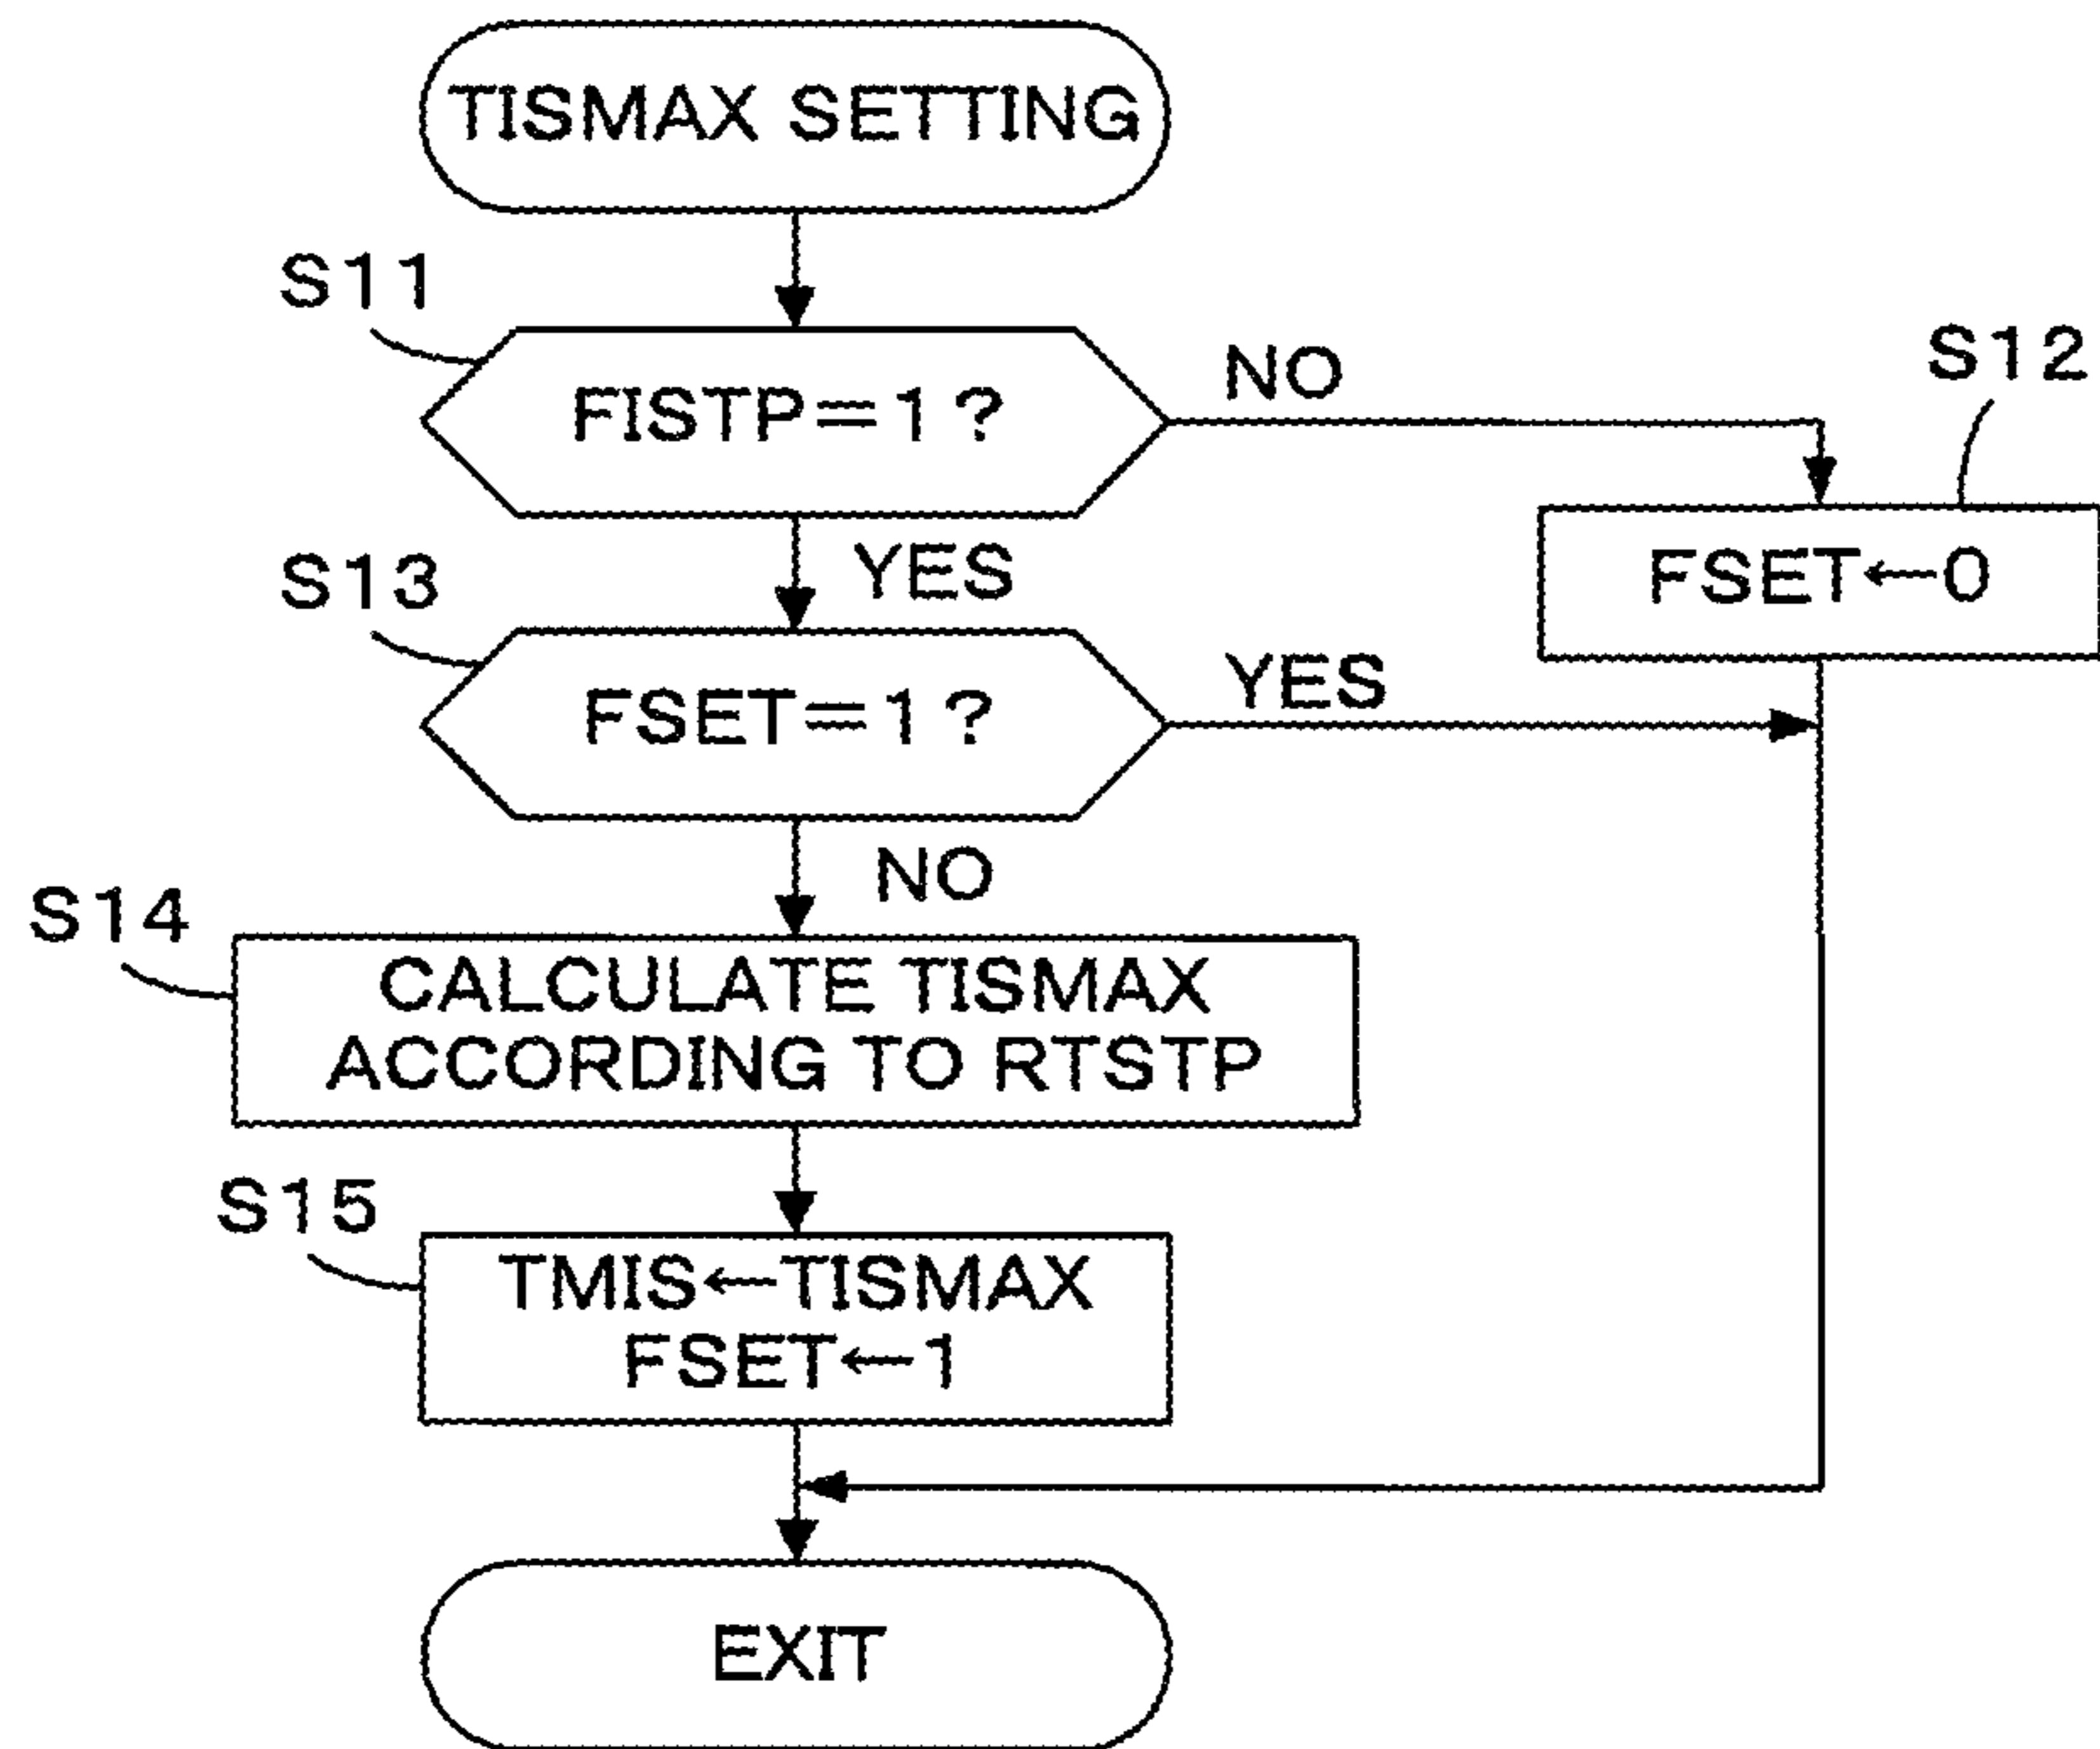 TISMAX SETTING
S11
FISTP=1?
NO
S12
FSET←0
YES
S13
FSET=1?
YES
NO
S14
CALCULATE TISMAX
ACCORDING TO RTSTP
S15
TMIS←TISMAX
FSET←1
EXIT